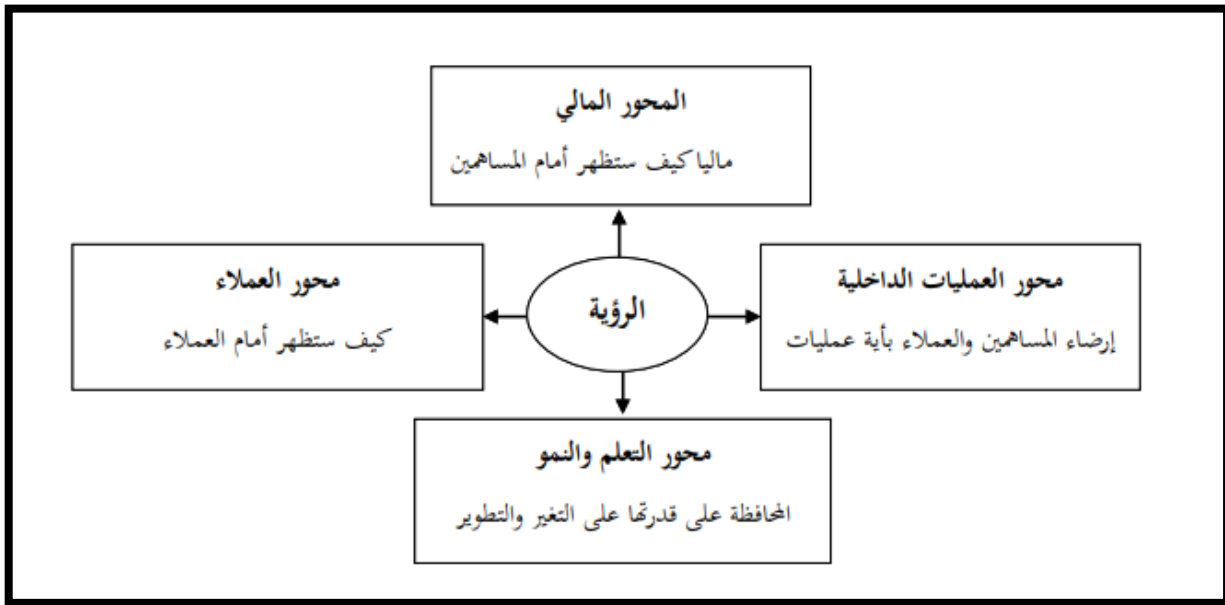 المحور المالي
ماليا كيف ستظهر أمام المساهمين
محور العمليات الداخلية
إرضاء المساهمين والعملاء بأية عمليات
الرؤية
محور العملاء
كيف ستظهر أمام العملاء
محور التعلم والنمو
المحافظة على قدرتها على التغير والتطوير